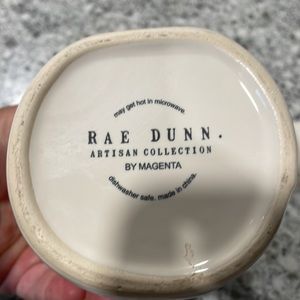 may get hot in microwave.
RAE DUNN.
ARTISAN COLLECTION
BY MAGENTA
dishwasher safe. made in china.